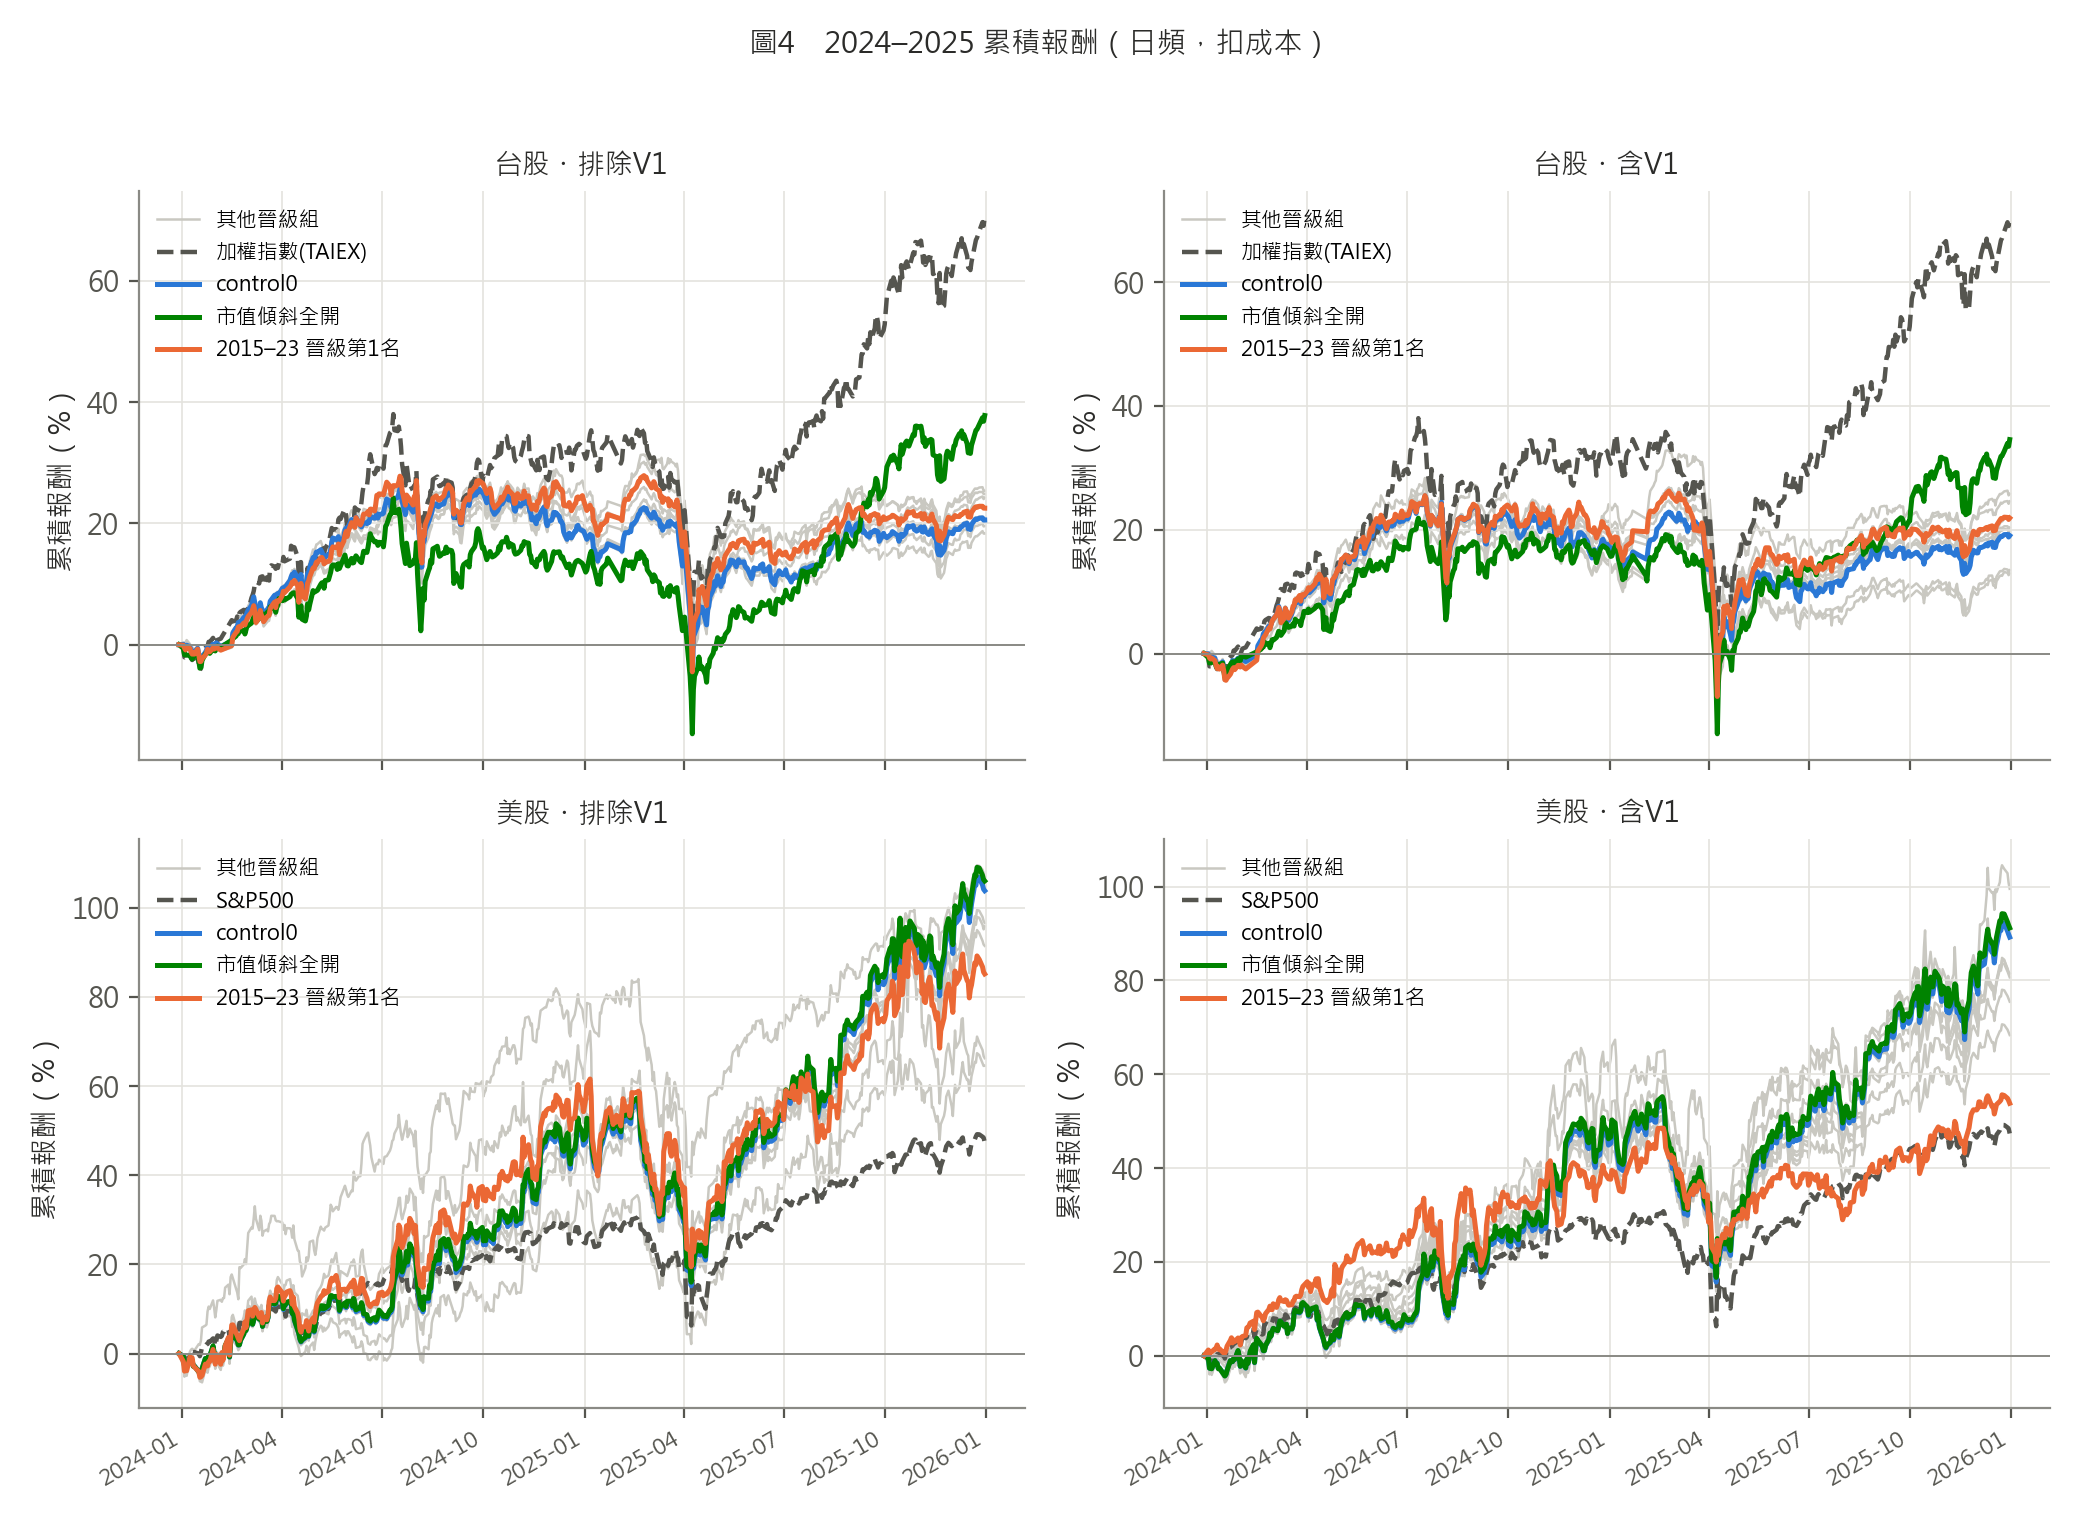 圖4　2024–2025 累積報酬（日頻，扣成本）
台股 · 排除V1
累積報酬（%）
60
40
20
0
其他晉級組
加權指數(TAIEX)
control0
市值傾斜全開
2015–23 晉級第1名
台股 · 含V1
累積報酬（%）
60
40
20
0
其他晉級組
加權指數(TAIEX)
control0
市值傾斜全開
2015–23 晉級第1名
美股 · 排除V1
累積報酬（%）
100
80
60
40
20
0
其他晉級組
S&P500
control0
市值傾斜全開
2015–23 晉級第1名
2024-01
2024-04
2024-07
2024-10
2025-01
2025-04
2025-07
2025-10
2026-01
美股 · 含V1
累積報酬（%）
100
80
60
40
20
0
其他晉級組
S&P500
control0
市值傾斜全開
2015–23 晉級第1名
2024-01
2024-04
2024-07
2024-10
2025-01
2025-04
2025-07
2025-10
2026-01